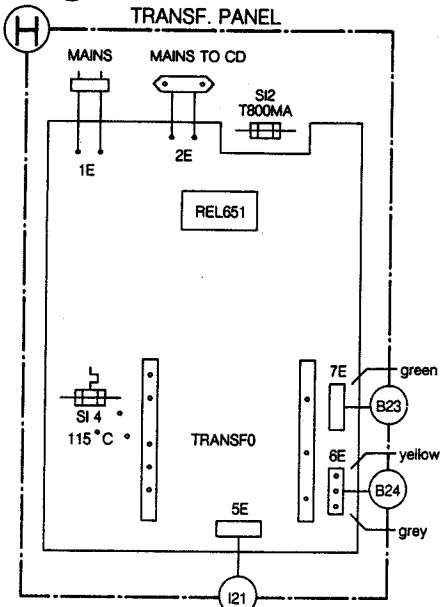 H
TRANSF. PANEL
MAINS
MAINS TO CD
SI2
T800MA
1E
2E
REL651
7E
green
B23
SI 4
115°C
TRANSF0
6E
yellow
B24
grey
5E
I21